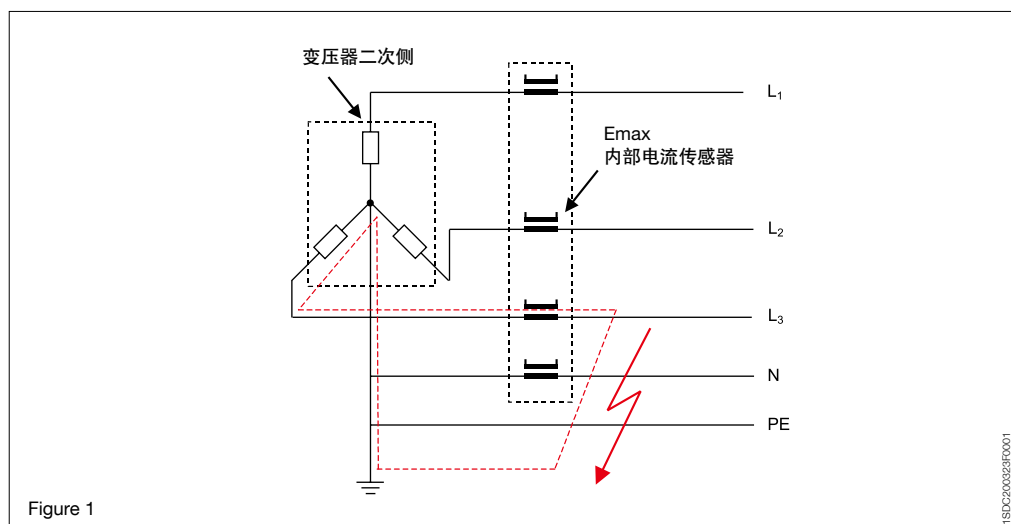 变压器二次侧
L₁
Emax
内部电流传感器
L₂
L₃
N
PE
Figure 1
1SDC200323F0001